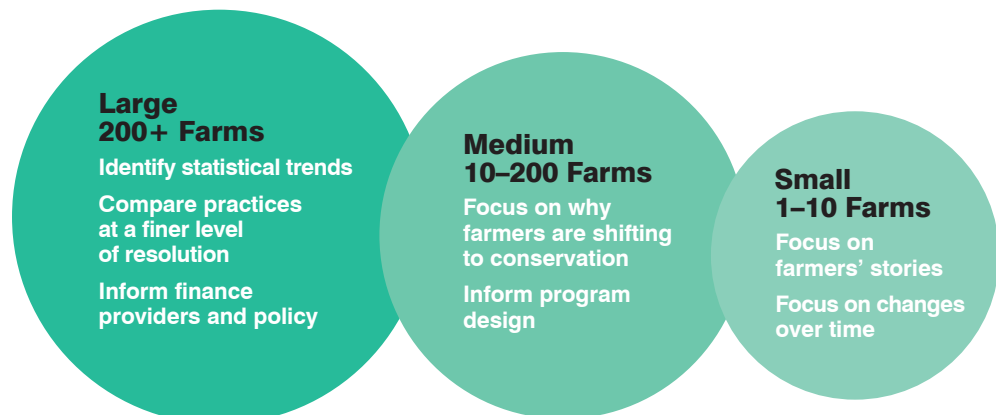 Large
200+ Farms
Identify statistical trends
Compare practices
at a finer level
of resolution
Inform finance
providers and policy
Medium
10–200 Farms
Focus on why
farmers are shifting
to conservation
Inform program
design
Small
1–10 Farms
Focus on
farmers’ stories
Focus on changes
over time